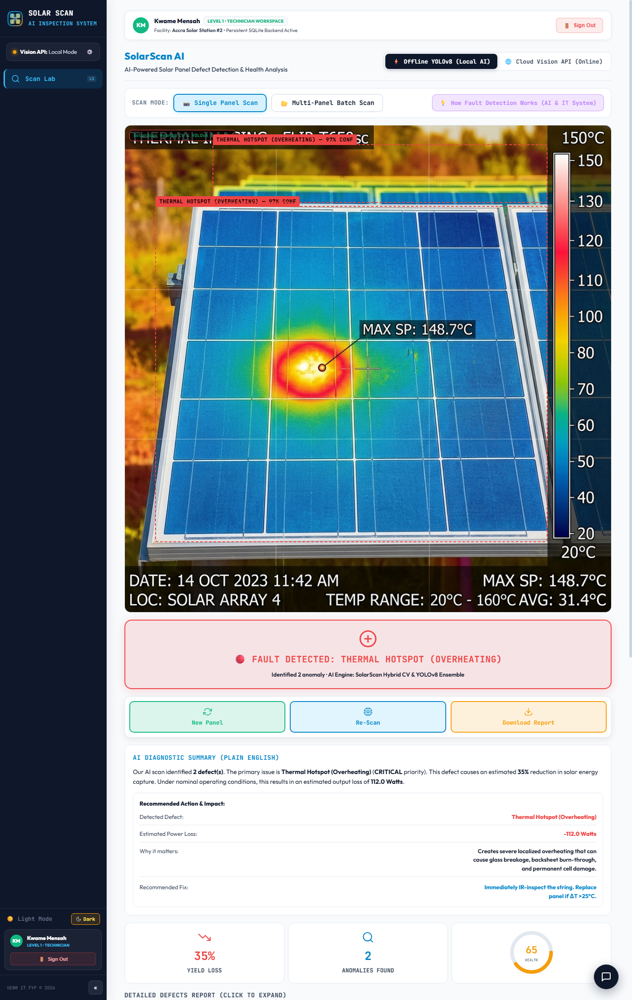 SOLAR SCAN
AI INSPECTION SYSTEM
Vision API: Local Mode
Scan Lab
L1
Light Mode
Dark
KM
Kwame Mensah
LEVEL 1 • TECHNICIAN
Sign Out
UENR IT FYP © 2026
«
KM
Kwame Mensah
LEVEL 1 • TECHNICIAN WORKSPACE
Facility: Accra Solar Station #2 • Persistent SQLite Backend Active
Sign Out
SolarScan AI
AI-Powered Solar Panel Defect Detection & Health Analysis
Offline YOLOv8 (Local AI)
Cloud Vision API (Online)
SCAN MODE:
Single Panel Scan
Multi-Panel Batch Scan
How Fault Detection Works (AI & IT System)
SolarScan Hybrid CV & YOLOv8
THERMAL
THERMAL HOTSPOT (OVERHEATING) — 97% CONF
THERMAL HOTSPOT (OVERHEATING) — 97% CONF
150°C
150
130
120
110
100
80
70
60
50
40
20
20°C
MAX SP: 148.7°C
DATE: 14 OCT 2023 11:42 AM
MAX SP: 148.7°C
LOC: SOLAR ARRAY 4
TEMP RANGE: 20°C - 160°C AVG: 31.4°C
FAULT DETECTED: THERMAL HOTSPOT (OVERHEATING)
Identified 2 anomaly · AI Engine: SolarScan Hybrid CV & YOLOv8 Ensemble
New Panel
Re-Scan
Download Report
AI DIAGNOSTIC SUMMARY (PLAIN ENGLISH)
Our AI scan identified 2 defect(s). The primary issue is Thermal Hotspot (Overheating) (CRITICAL priority). This defect causes an estimated 35% reduction in solar energy
capture. Under nominal operating conditions, this results in an estimated output loss of 112.0 Watts.
Recommended Action & Impact:
Detected Defect:
Thermal Hotspot (Overheating)
Estimated Power Loss:
-112.0 Watts
Why it matters:
Creates severe localized overheating that can
cause glass breakage, backsheet burn-through,
and permanent cell damage.
Recommended Fix:
Immediately IR-inspect the string. Replace
panel if ΔT >25°C.
35%
YIELD LOSS
2
ANOMALIES FOUND
65
HEALTH
DETAILED DEFECTS REPORT (CLICK TO EXPAND)